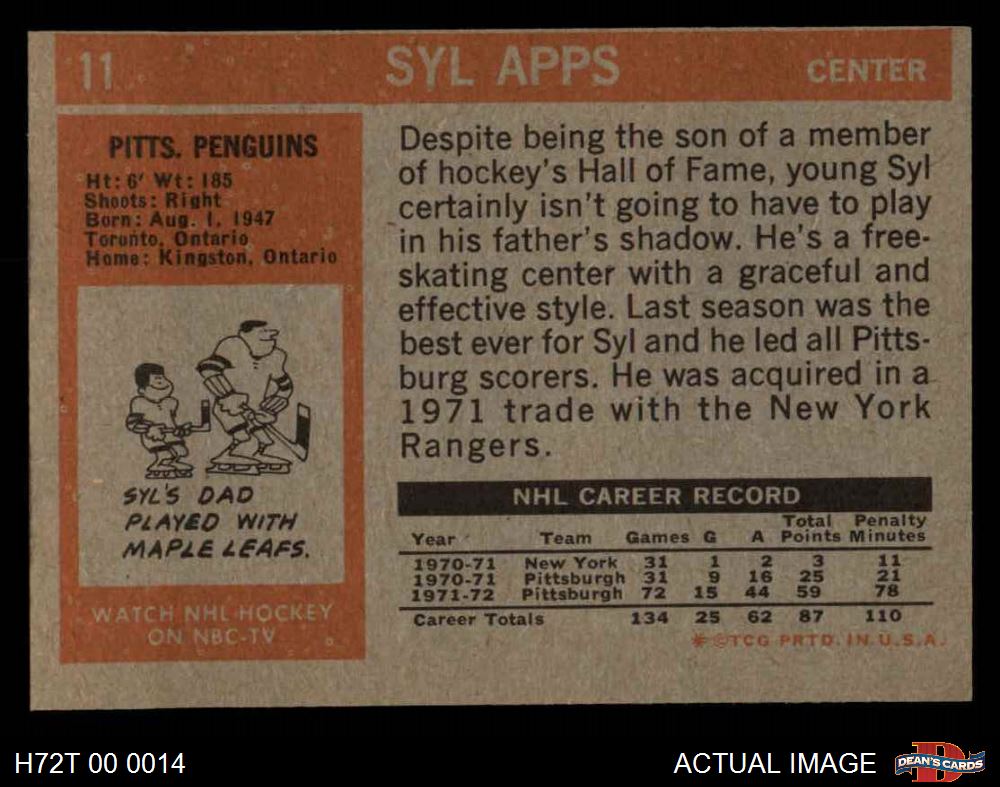 11 SYL APPS CENTER
PITTS. PENGUINS
Ht: 6' Wt: 185
Shoots: Right
Born: Aug. 1, 1947
Toronto, Ontario
Home: Kingston, Ontario
SYL'S DAD
PLAYED WITH
MAPLE LEAFS.
WATCH NHL HOCKEY
ON NBC-TV
Despite being the son of a member
of hockey's Hall of Fame, young Syl
certainly isn't going to have to play
in his father's shadow. He's a free-
skating center with a graceful and
effective style. Last season was the
best ever for Syl and he led all Pitts-
burg scorers. He was acquired in a
1971 trade with the New York
Rangers.
NHL CAREER RECORD
Year Team Games G A Total Points Penalty Minutes
1970-71 New York 31 1 2 3 11
1970-71 Pittsburgh 31 9 16 25 21
1971-72 Pittsburgh 72 15 44 59 78
Career Totals 134 25 62 87 110
* © TCG PRTD. IN U.S.A.
H72T 00 0014 ACTUAL IMAGE D DEAN'S CARDS